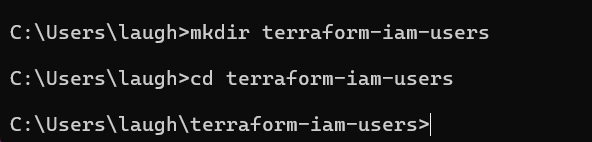 C:\Users\laugh>mkdir terraform-iam-users
C:\Users\laugh>cd terraform-iam-users
C:\Users\laugh\terraform-iam-users>